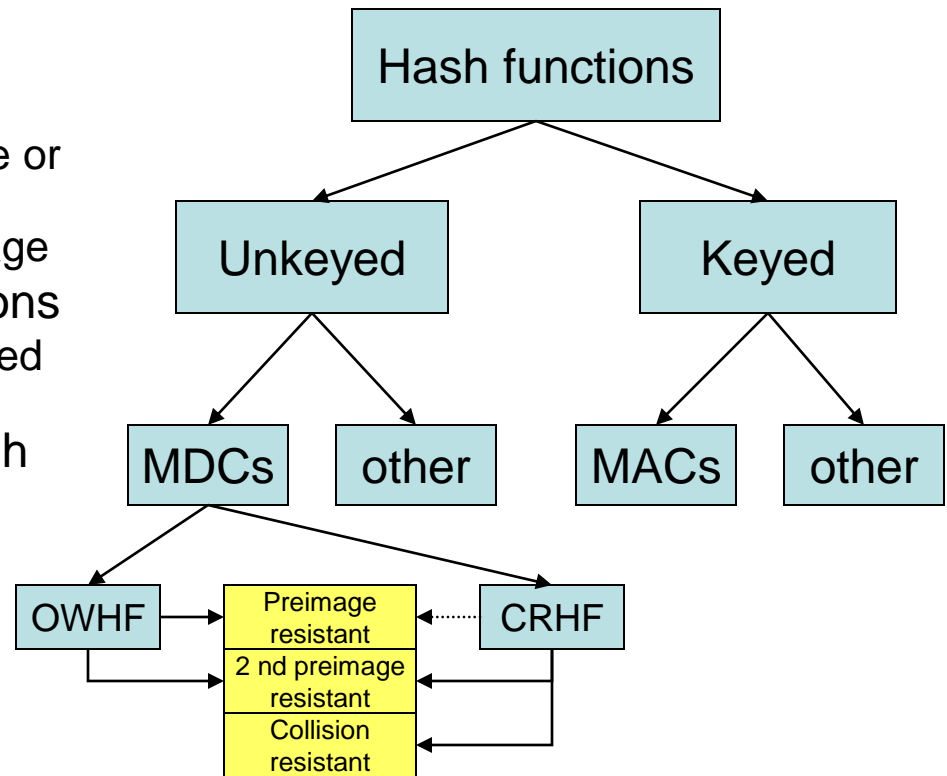 Hash functions
e or
Unkeyed
Keyed
ge
ons
ed
h
MDCs
other
MACs
other
OWHF
Preimage
resistant
CRHF
2 nd preimage
resistant
Collision
resistant